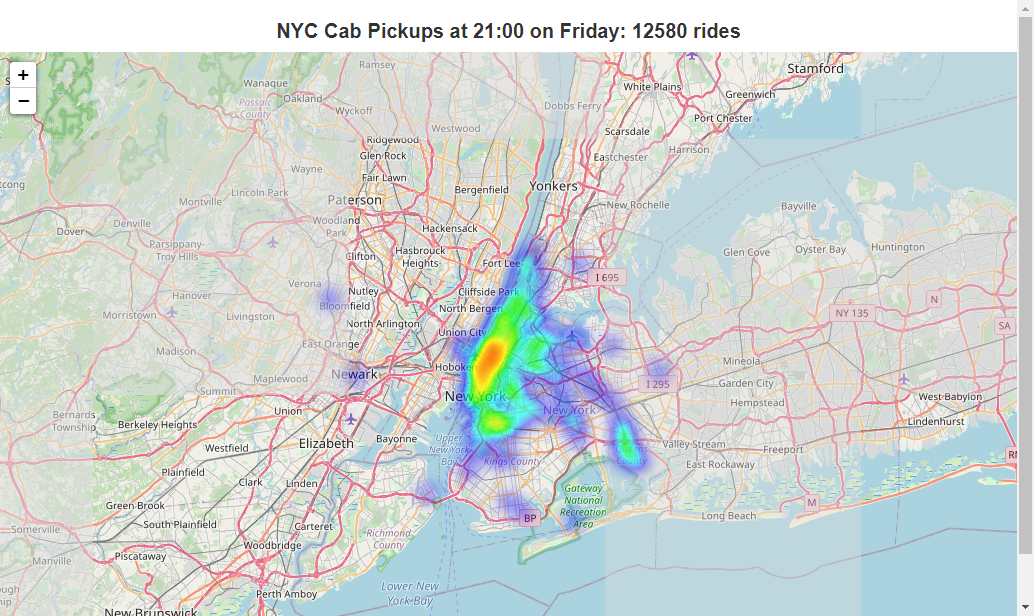 NYC Cab Pickups at 21:00 on Friday: 12580 rides
+
−
Ramsey
Stamford
Wanaque
Oakland
White Plains
Greenwich
Passaic
County
Wyckoff
Dobbs Ferry
Port Chester
Westwood
Scarsdale
Ridgewood
Harrison
Glen Rock
Eastchester
Wayne
Fair Lawn
Lincoln Park
Bergenfield
Yonkers
Montville
Paterson
New Rochelle
Bayville
Denville
Woodland
Park
Hackensack
Dover
Parsippany-
Troy Hills
Clifton
Hasbrouck
Heights
Fort Lee
Glen Cove
Oyster Bay
Huntington
I 695
Verona
Nutley
Cliffside Park
Hanover
Bloomfield
North Bergen
N
Morristown
Livingston
North Arlington
NY 135
SA
Union City
East Orange
Madison
Hoboken
Mineola
Newark
Maplewood
I 295
Garden City
Summit
New York
West Babylon
Hempstead
Bernards
Township
Union
New York
Berkeley Heights
Lindenhurst
Elizabeth
Bayonne
Upper
New York
Bay
Valley Stream
Freeport
Westfield
Kings County
East Rockaway
Plainfield
Clark
Linden
Gateway
National
Recreation
Area
M
Green Brook
BP
Long Beach
South Plainfield
Carteret
Somerville
Richmond
County
Woodbridge
Piscataway
Manville
Perth Amboy
Lower New
York Bay
New Brunswick